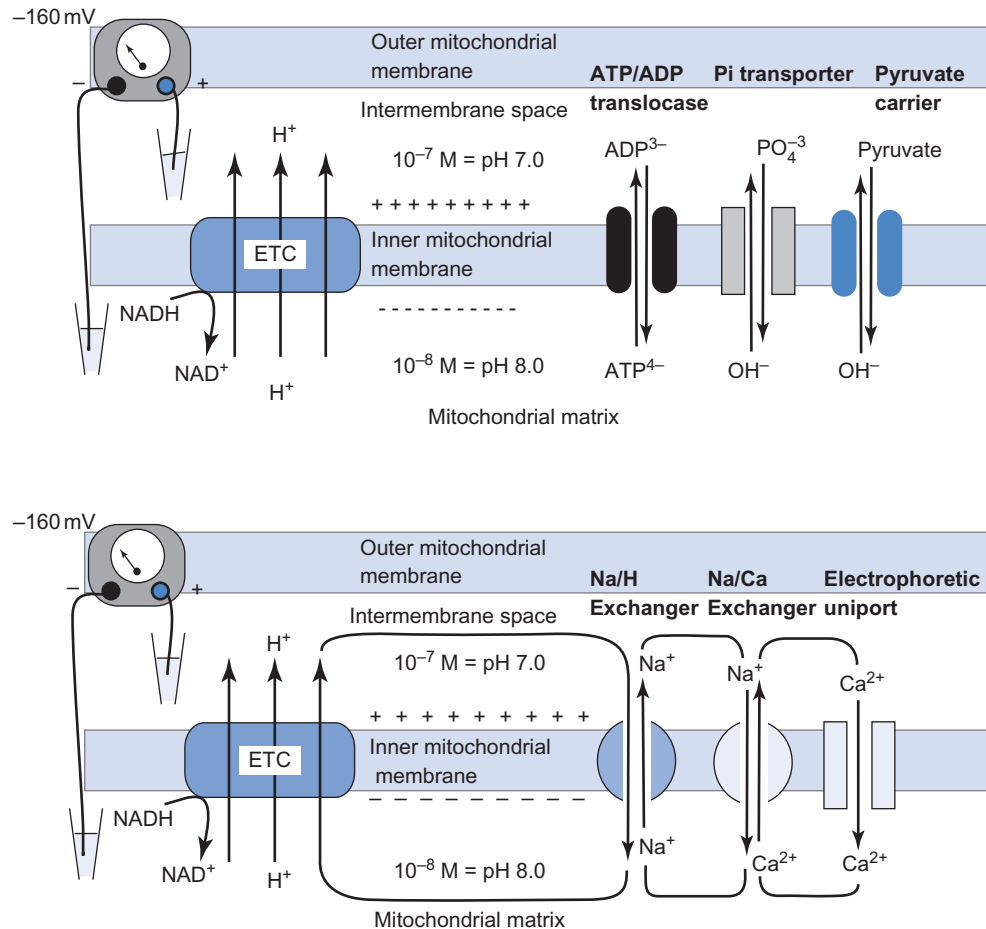 –160 mV
– +
Outer mitochondrial
membrane
ATP/ADP
translocase
Pi transporter
Pyruvate
carrier
Intermembrane space
H⁺
10⁻⁷ M = pH 7.0
ADP³⁻
PO₄⁻³
Pyruvate
+ + + + + + + + +
ETC
Inner mitochondrial
membrane
NADH
- - - - - - - - - - -
NAD⁺
H⁺
10⁻⁸ M = pH 8.0
ATP⁴⁻
OH⁻
OH⁻
Mitochondrial matrix
–160 mV
– +
Outer mitochondrial
membrane
Na/H
Exchanger
Na/Ca
Exchanger
Electrophoretic
uniport
Intermembrane space
H⁺
10⁻⁷ M = pH 7.0
Na⁺
Na⁺
Ca²⁺
+ + + + + + + + +
ETC
Inner mitochondrial
membrane
– – – – – – – – –
NADH
NAD⁺
H⁺
10⁻⁸ M = pH 8.0
Na⁺
Ca²⁺
Ca²⁺
Mitochondrial matrix